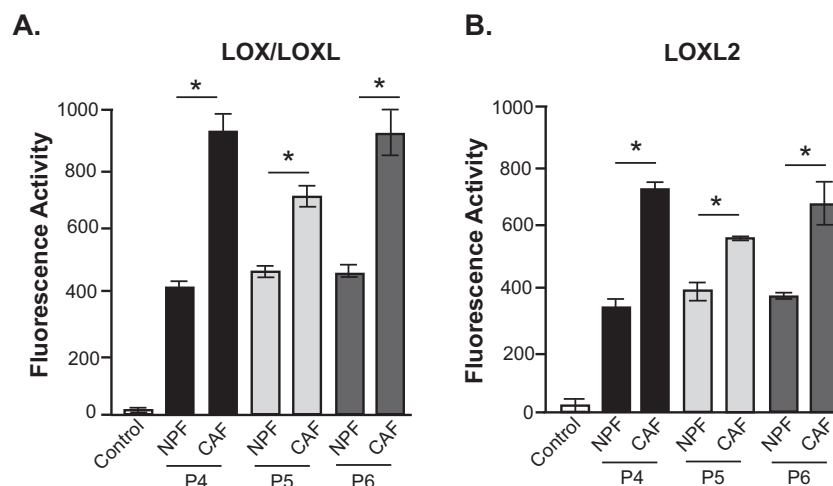 A.
LOX/LOXL
* * *
Fluorescence Activity
1000
800
600
400
200
0
Control NPF CAF NPF CAF NPF CAF
P4 P5 P6
B.
LOXL2
* * *
Fluorescence Activity
1000
800
600
400
300
0
Control NPF CAF NPF CAF NPF CAF
P4 P5 P6